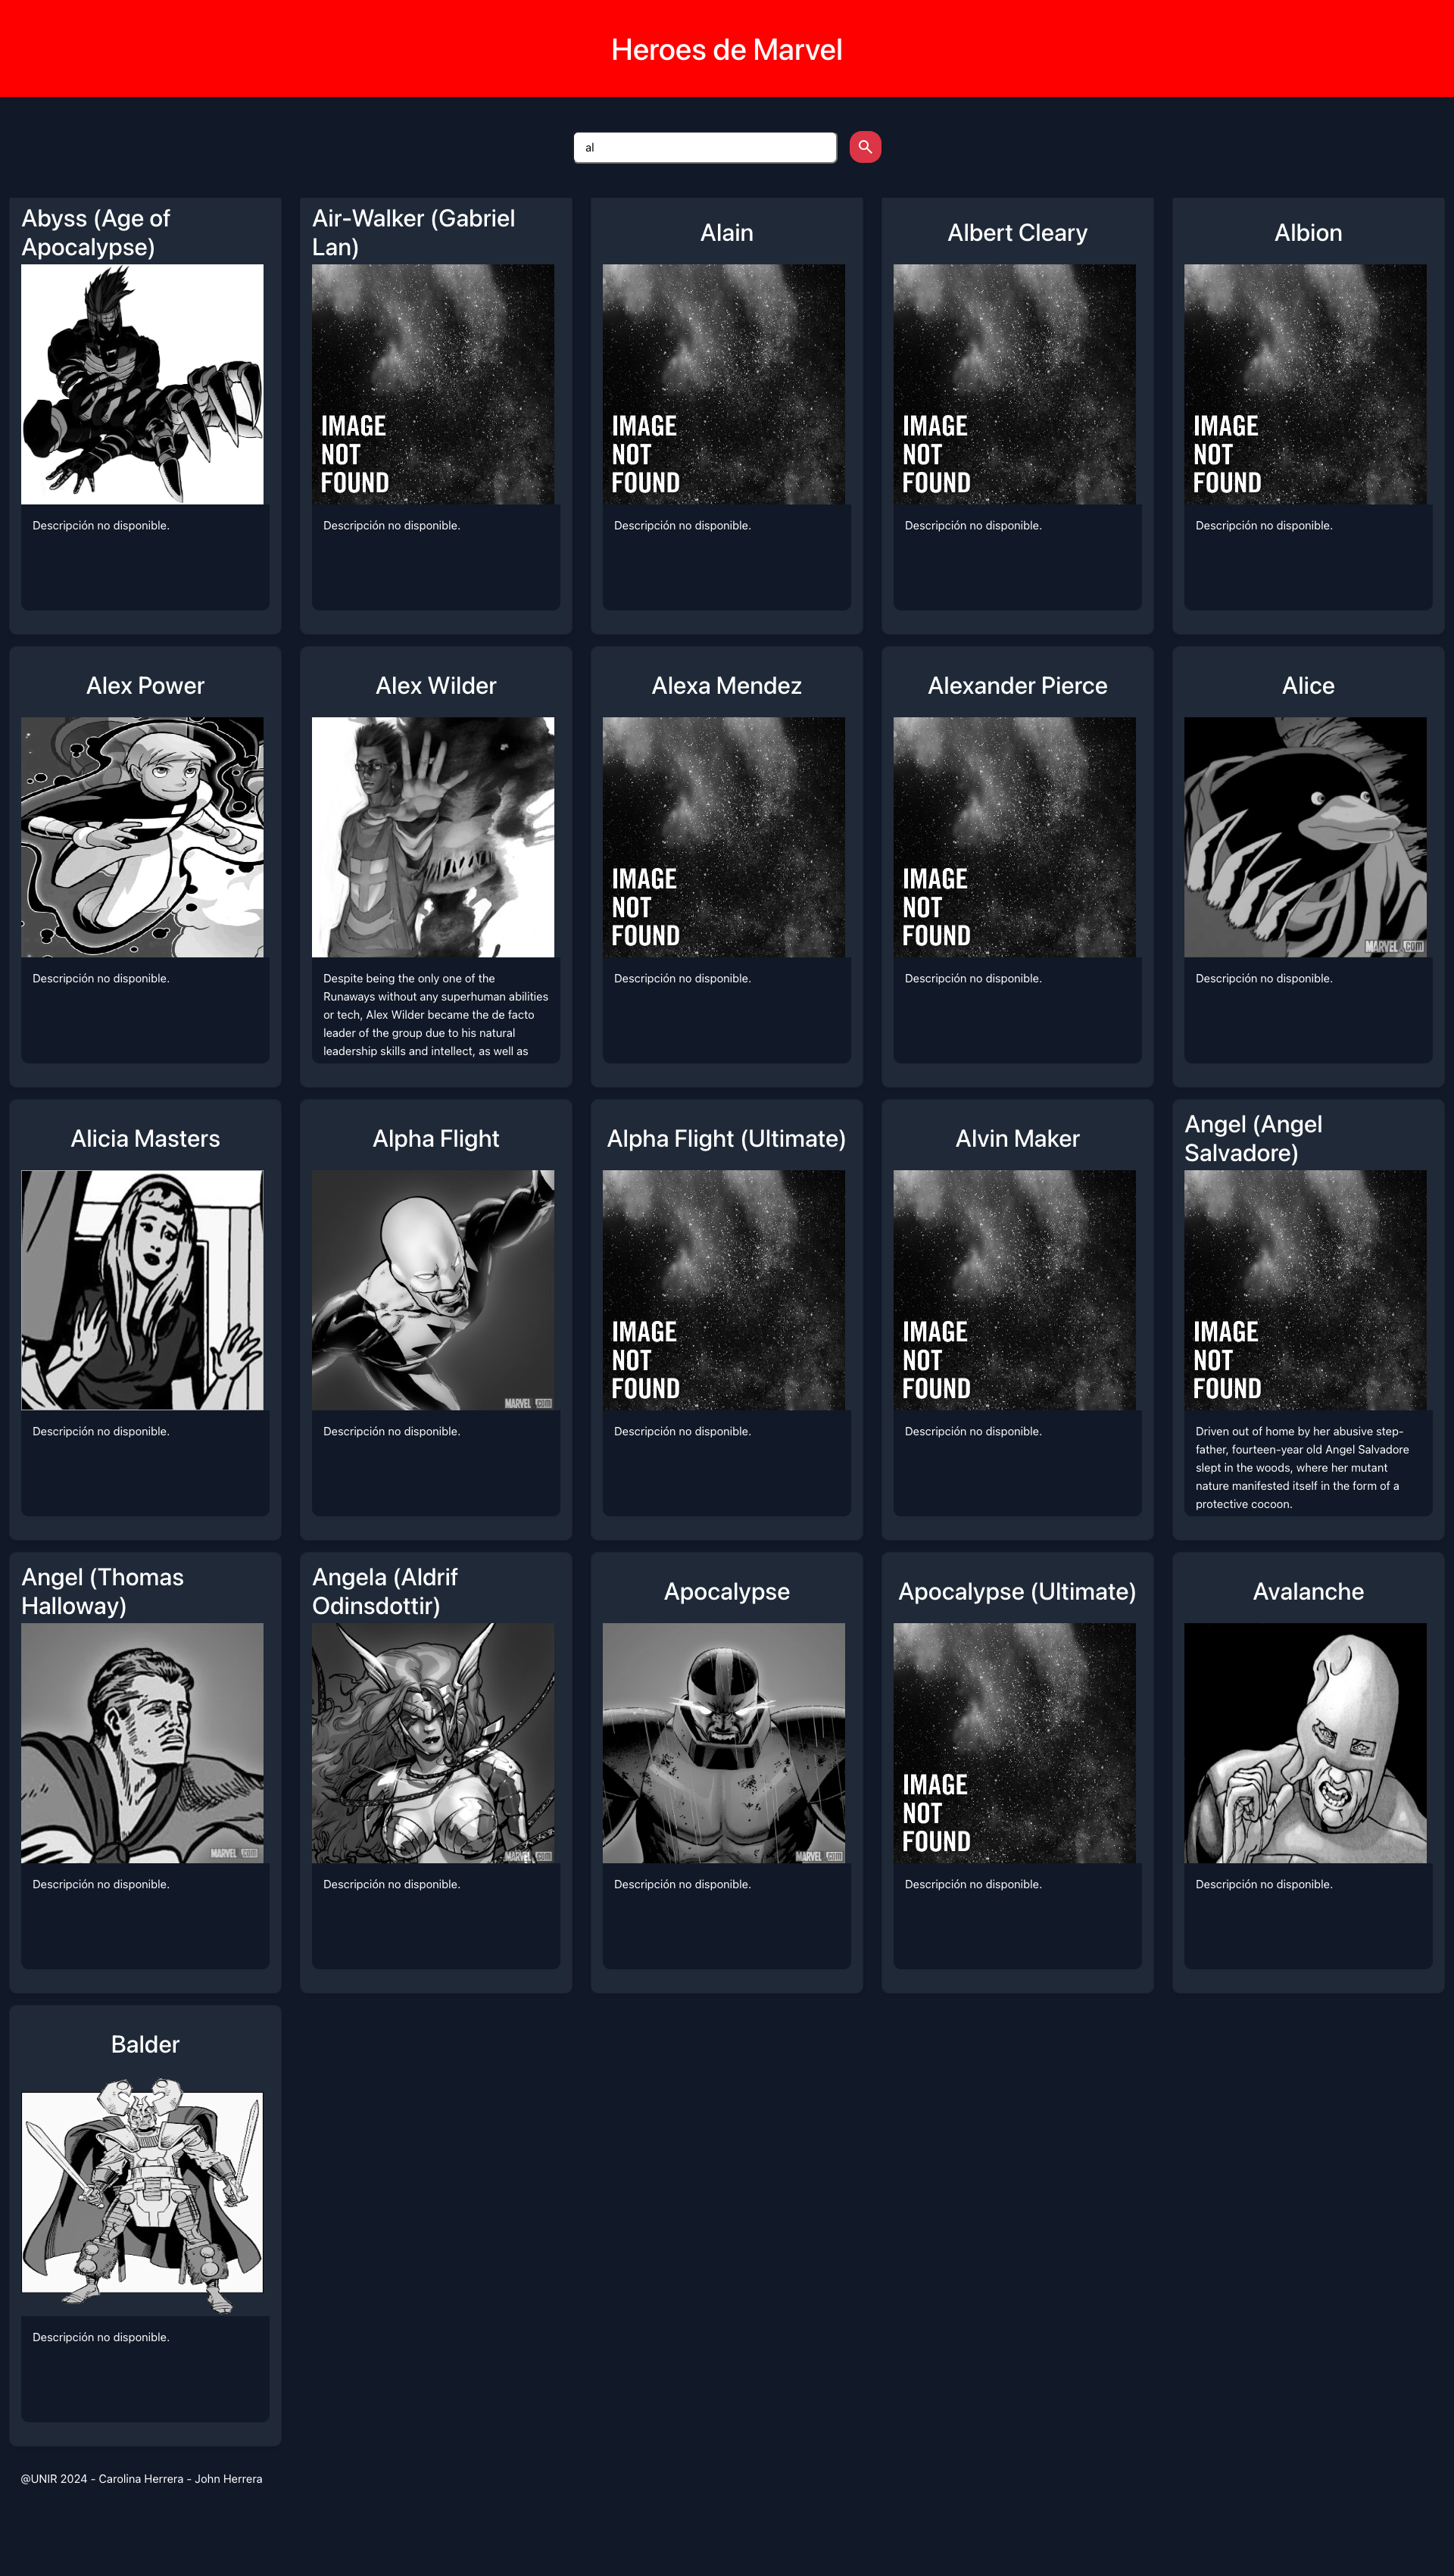 Heroes de Marvel
al
Abyss (Age of
Apocalypse)
Descripción no disponible.
Air-Walker (Gabriel
Lan)
IMAGE
NOT
FOUND
Descripción no disponible.
Alain
IMAGE
NOT
FOUND
Descripción no disponible.
Albert Cleary
IMAGE
NOT
FOUND
Descripción no disponible.
Albion
IMAGE
NOT
FOUND
Descripción no disponible.
Alex Power
Descripción no disponible.
Alex Wilder
Despite being the only one of the
Runaways without any superhuman abilities
or tech, Alex Wilder became the de facto
leader of the group due to his natural
leadership skills and intellect, as well as
Alexa Mendez
IMAGE
NOT
FOUND
Descripción no disponible.
Alexander Pierce
IMAGE
NOT
FOUND
Descripción no disponible.
Alice
MARVEL .com
Descripción no disponible.
Alicia Masters
Descripción no disponible.
Alpha Flight
MARVEL .com
Descripción no disponible.
Alpha Flight (Ultimate)
IMAGE
NOT
FOUND
Descripción no disponible.
Alvin Maker
IMAGE
NOT
FOUND
Descripción no disponible.
Angel (Angel
Salvadore)
IMAGE
NOT
FOUND
Driven out of home by her abusive step-
father, fourteen-year old Angel Salvadore
slept in the woods, where her mutant
nature manifested itself in the form of a
protective cocoon.
Angel (Thomas
Halloway)
MARVEL .com
Descripción no disponible.
Angela (Aldrif
Odinsdottir)
MARVEL .com
Descripción no disponible.
Apocalypse
MARVEL .com
Descripción no disponible.
Apocalypse (Ultimate)
IMAGE
NOT
FOUND
Descripción no disponible.
Avalanche
Descripción no disponible.
Balder
Descripción no disponible.
@UNIR 2024 - Carolina Herrera - John Herrera